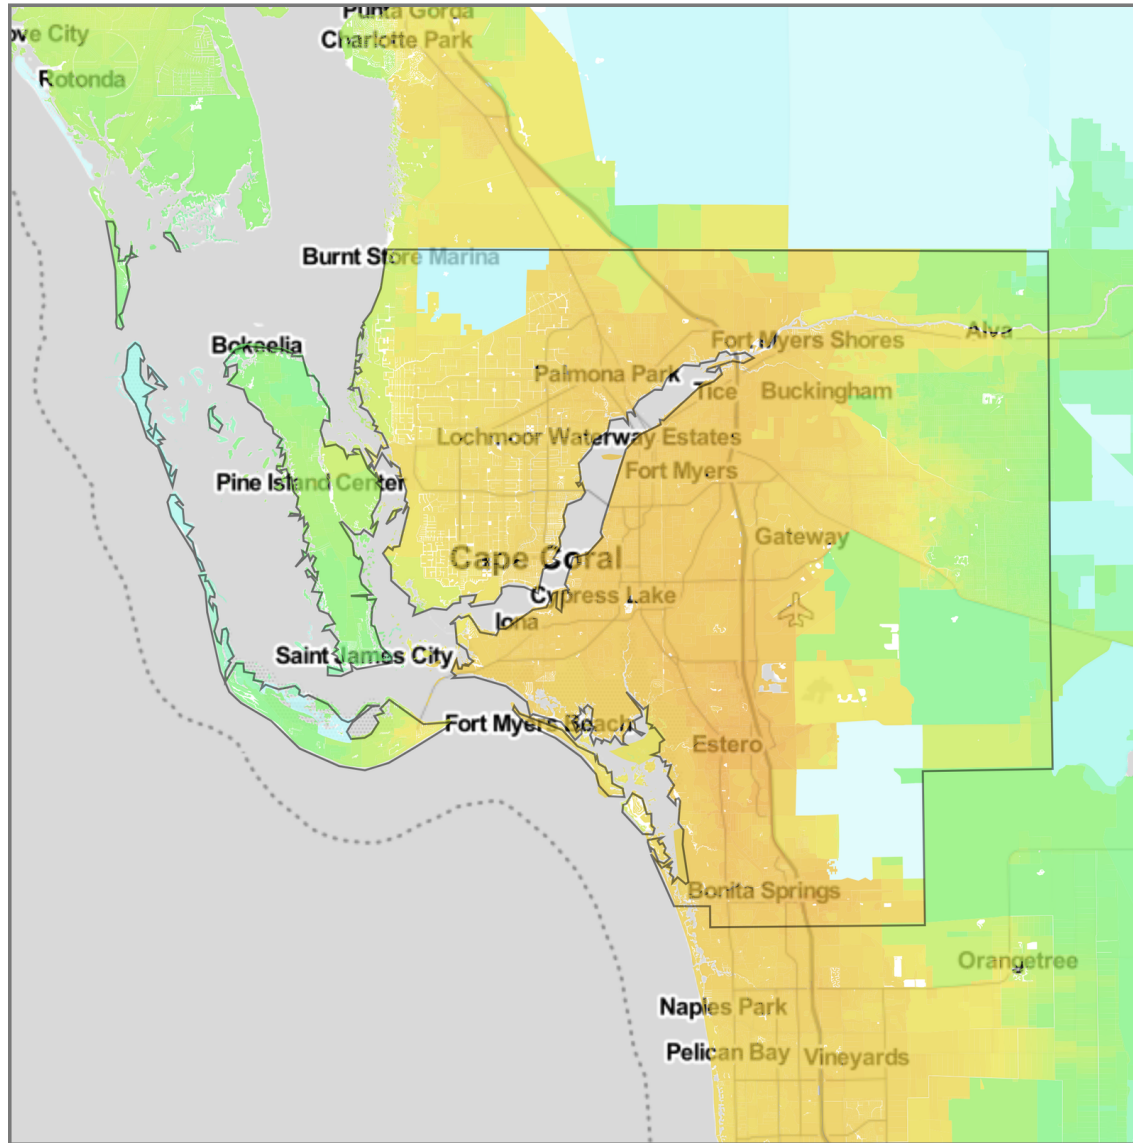 Punta Gorda
ove City
Charlotte Park
Rotonda
Burnt Store Marina
Alva
Fort Myers Shores
Bokeelia
Palmona Park
Tice
Buckingham
Lochmoor Waterway Estates
Fort Myers
Pine Island Center
Gateway
Cape Coral
Cypress Lake
Iona
Saint James City
Fort Myers Beach
Estero
Bonita Springs
Orangetree
Naples Park
Pelican Bay
Vineyards